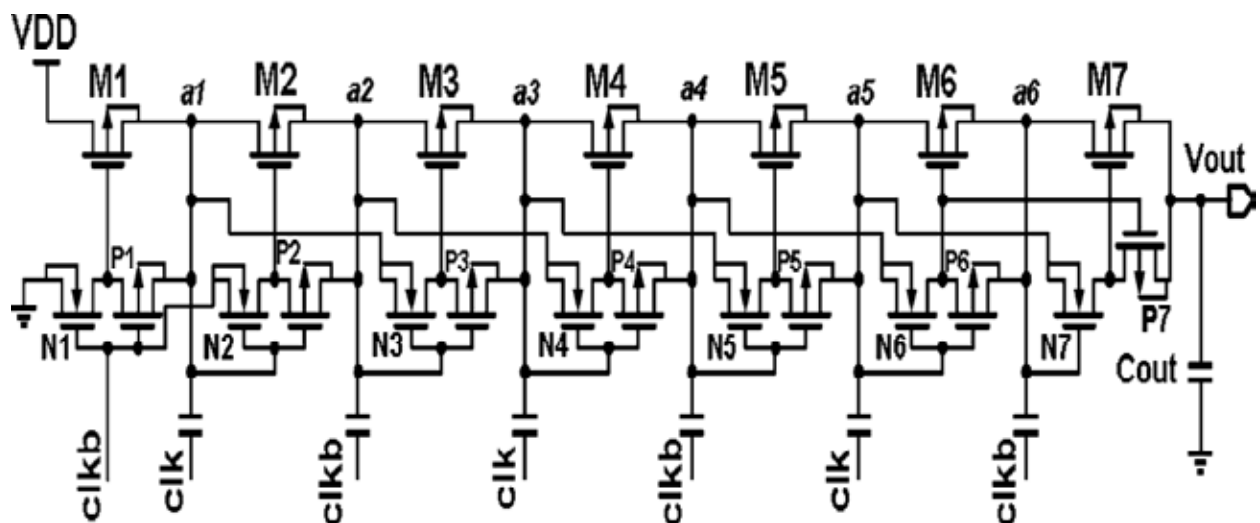 VDD
M1 a1 M2 a2 M3 a3 M4 a4 M5 a5 M6 a6 M7
Vout
P1 P2 P3 P4 P5 P6
P7
N1 N2 N3 N4 N5 N6 N7
Cout
clkb clk clkb clk clkb clk clkb